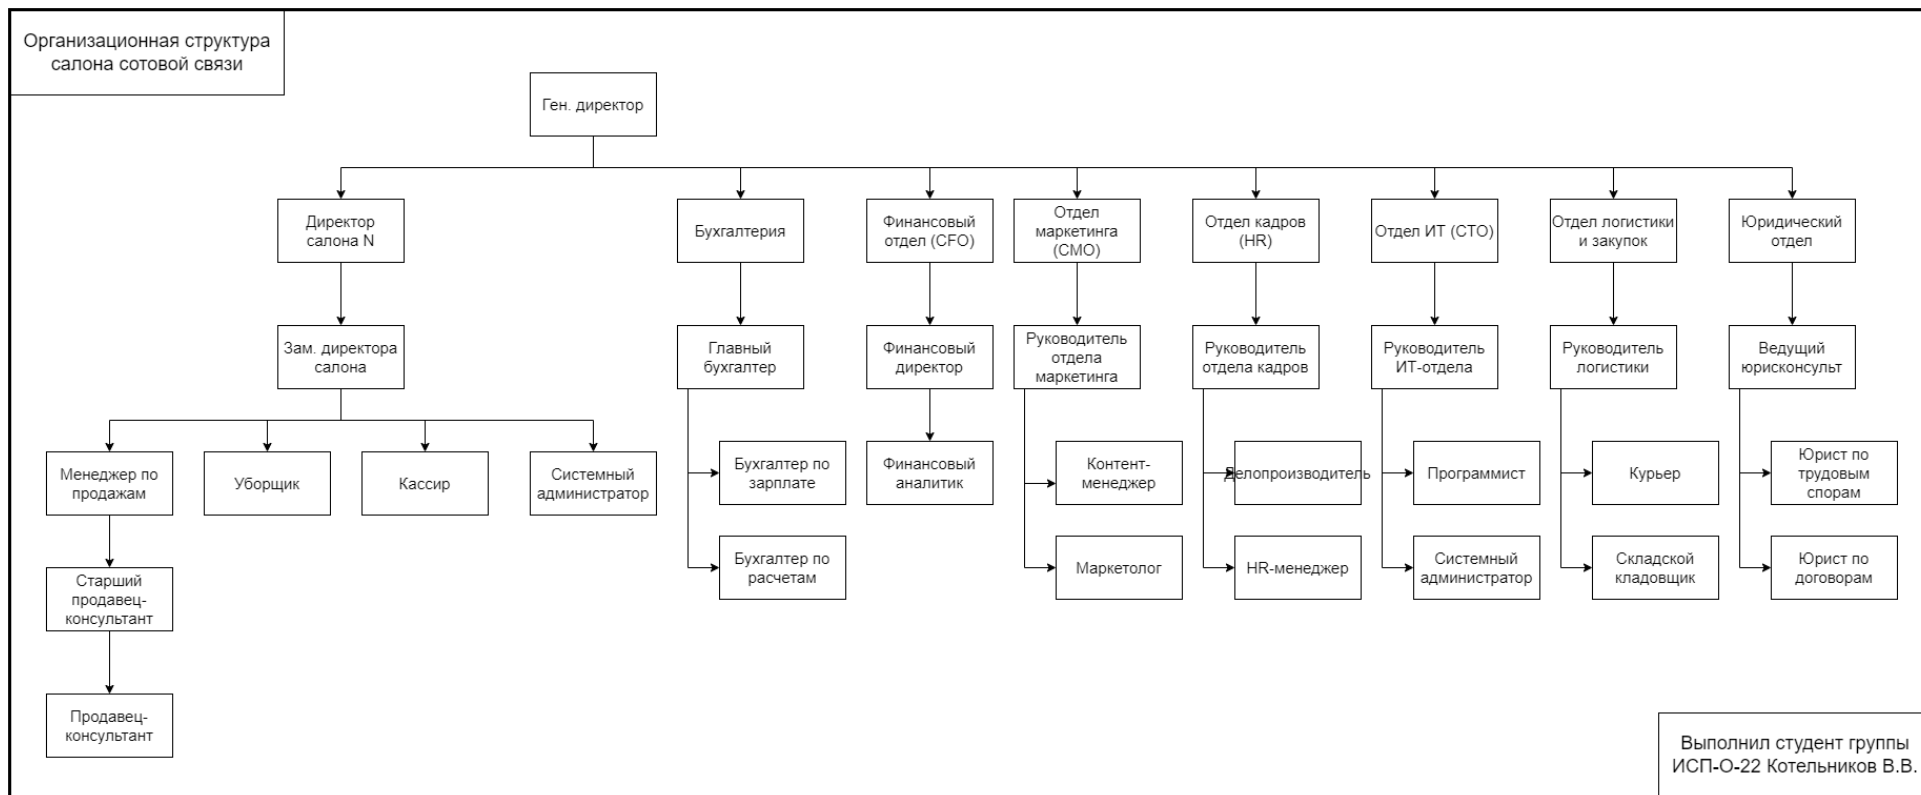 Организационная структура
салона сотовой связи
Ген. директор
Директор
салона N
Бухгалтерия
Финансовый
отдел (CFO)
Отдел
маркетинга
(CMO)
Отдел кадров
(HR)
Отдел ИТ (CTO)
Отдел логистики
и закупок
Юридический
отдел
Зам. директора
салона
Главный
бухгалтер
Финансовый
директор
Руководитель
отдела
маркетинга
Руководитель
отдела кадров
Руководитель
ИТ-отдела
Руководитель
логистики
Ведущий
юрисконсульт
Менеджер по
продажам
Уборщик
Кассир
Системный
администратор
Бухгалтер по
зарплате
Финансовый
аналитик
Контент-
менеджер
Делопроизводитель
Программист
Курьер
Юрист по
трудовым
спорам
Старший
продавец-
консультант
Бухгалтер по
расчетам
Маркетолог
HR-менеджер
Системный
администратор
Складской
кладовщик
Юрист по
договорам
Продавец-
консультант
Выполнил студент группы
ИСП-О-22 Котельников В.В.